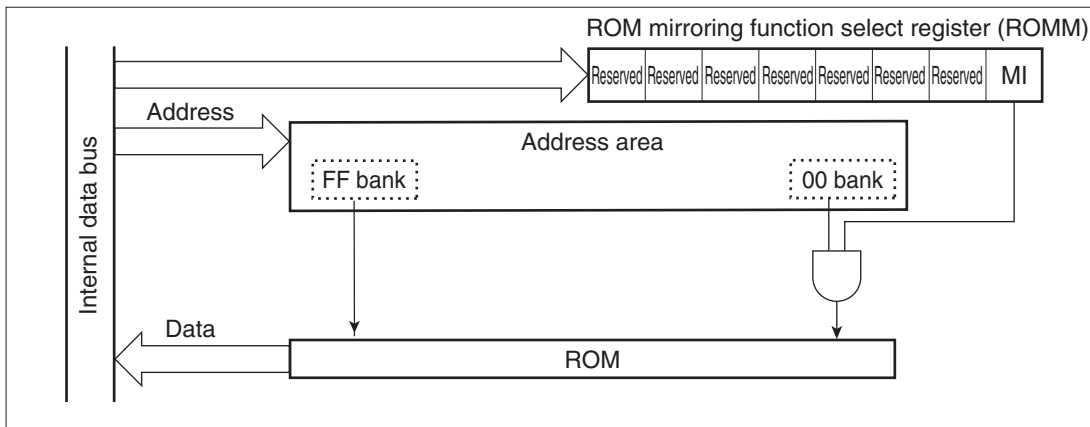 ROM mirroring function select register (ROMM)
Reserved Reserved Reserved Reserved Reserved Reserved Reserved MI
Address
Address area
FF bank 00 bank
Internal data bus
Data
ROM